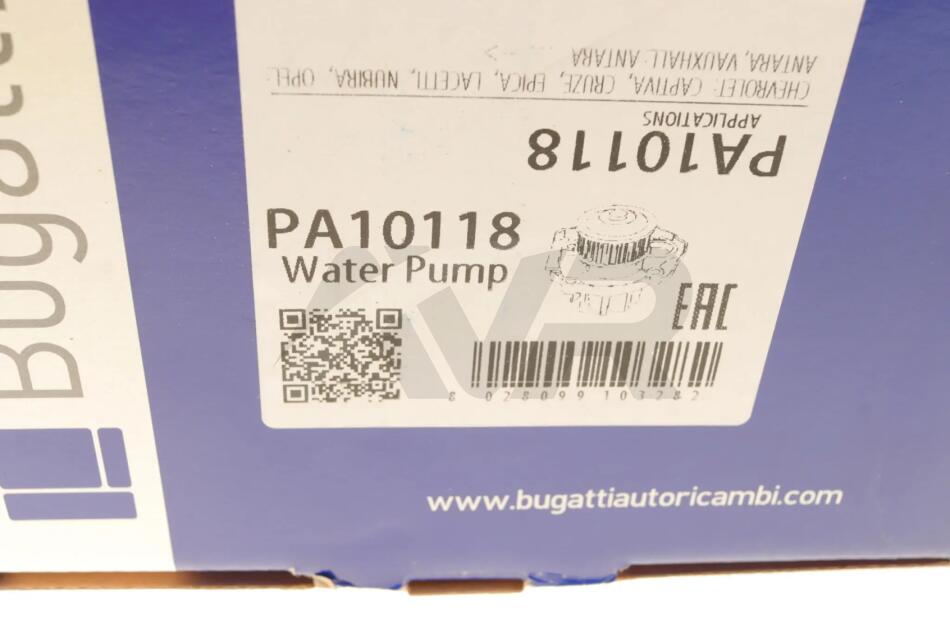 Bugatti
PA10118
APPLICATIONS
CHEVROLET: CAPTIVA, CRUZE, EPICA, LACETTI, NUBIRA, OPEL:
ANTARA, VAUXHALL: ANTARA
PA10118
Water Pump
EAC
8 028099 103282
www.bugattiautoricambi.com
KVR